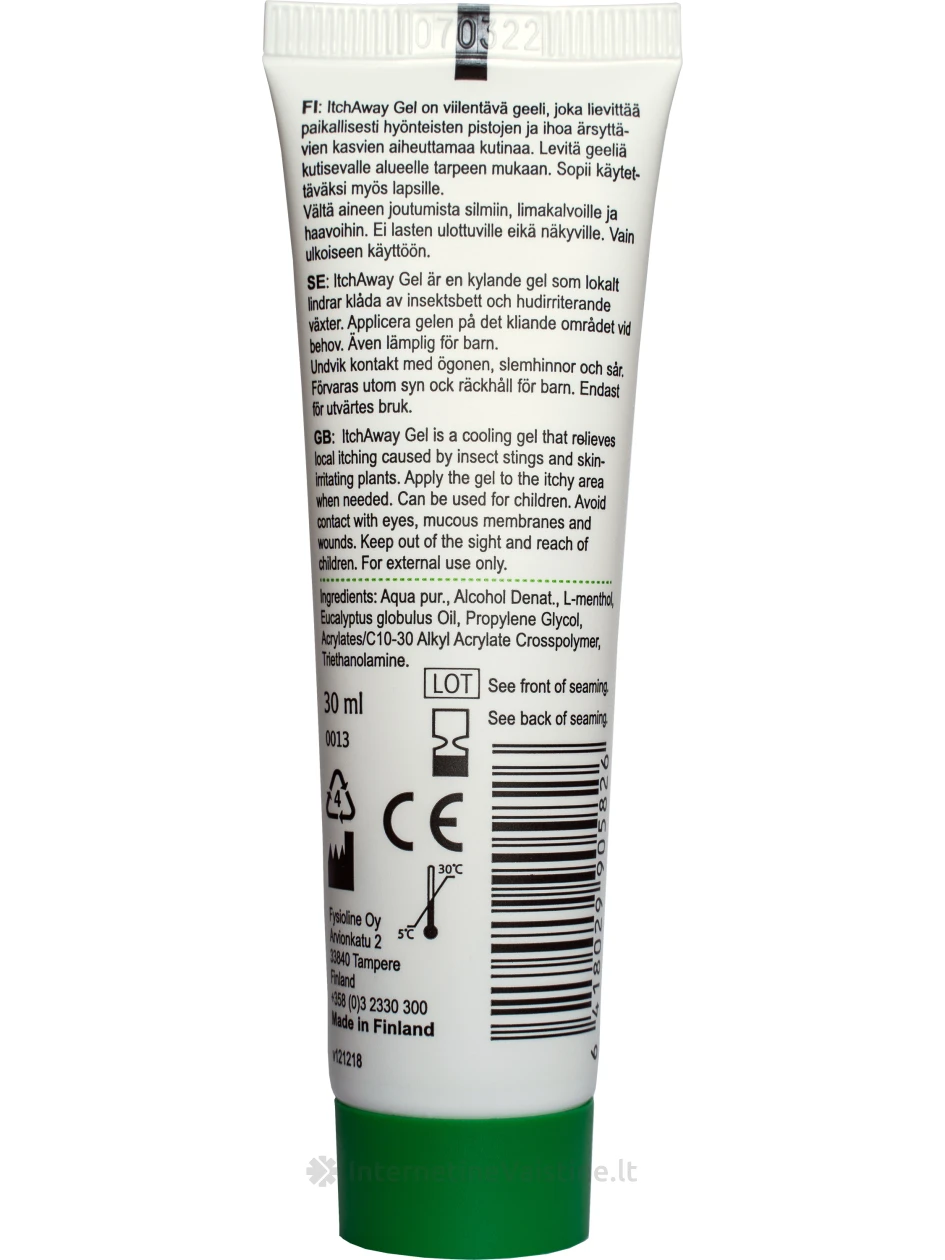 070322
FI: ItchAway Gel on viilentävä geeli, joka lievittää
paikallisesti hyönteisten pistojen ja ihoa ärsyttä-
vien kasvien aiheuttamaa kutinaa. Levitä geeliä
kutisevalle alueelle tarpeen mukaan. Sopii käytet-
täväksi myös lapsille.
Vältä aineen joutumista silmiin, limakalvoille ja
haavoihin. Ei lasten ulottuville eikä näkyville. Vain
ulkoiseen käyttöön.
SE: ItchAway Gel är en kylande gel som lokalt
lindrar klåda av insektsbett och hudirriterande
växter. Applicera gelen på det kliande området vid
behov. Även lämplig för barn.
Undvik kontakt med ögonen, slemhinnor och sår.
Förvaras utom syn ock räckhåll för barn. Endast
för utvärtes bruk.
GB: ItchAway Gel is a cooling gel that relieves
local itching caused by insect stings and skin-
irritating plants. Apply the gel to the itchy area
when needed. Can be used for children. Avoid
contact with eyes, mucous membranes and
wounds. Keep out of the sight and reach of
children. For external use only.
Ingredients: Aqua pur., Alcohol Denat., L-menthol,
Eucalyptus globulus Oil, Propylene Glycol,
Acrylates/C10-30 Alkyl Acrylate Crosspolymer,
Triethanolamine.
LOT See front of seaming.
30 ml
See back of seaming.
0013
4
CE
30°C
5°C
Fysioline Oy
Arvionkatu 2
33840 Tampere
Finland
+358 (0)3 2330 300
Made in Finland
v121218
6 418029 905826
.lt